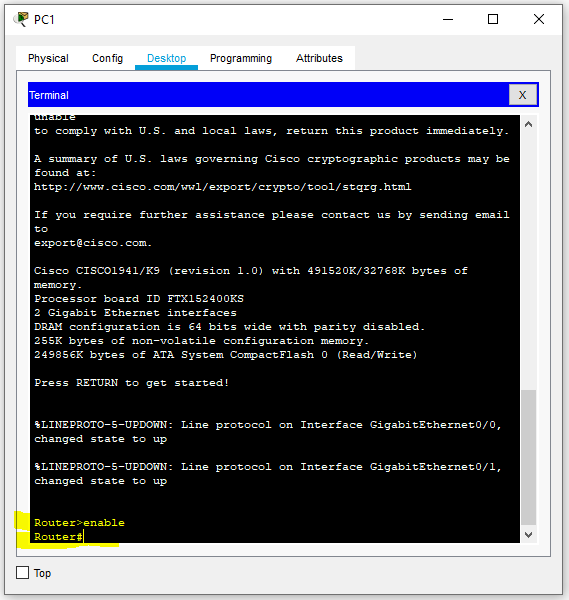 PC1
Physical Config Desktop Programming Attributes
Terminal X
unable
to comply with U.S. and local laws, return this product immediately.
A summary of U.S. laws governing Cisco cryptographic products may be
found at:
http://www.cisco.com/wwl/export/crypto/tool/stqrg.html
If you require further assistance please contact us by sending email
to
export@cisco.com.
Cisco CISCO1941/K9 (revision 1.0) with 491520K/32768K bytes of
memory.
Processor board ID FTX152400KS
2 Gigabit Ethernet interfaces
DRAM configuration is 64 bits wide with parity disabled.
255K bytes of non-volatile configuration memory.
249856K bytes of ATA System CompactFlash 0 (Read/Write)
Press RETURN to get started!
%LINEPROTO-5-UPDOWN: Line protocol on Interface GigabitEthernet0/0,
changed state to up
%LINEPROTO-5-UPDOWN: Line protocol on Interface GigabitEthernet0/1,
changed state to up
Router>enable
Router#
Top